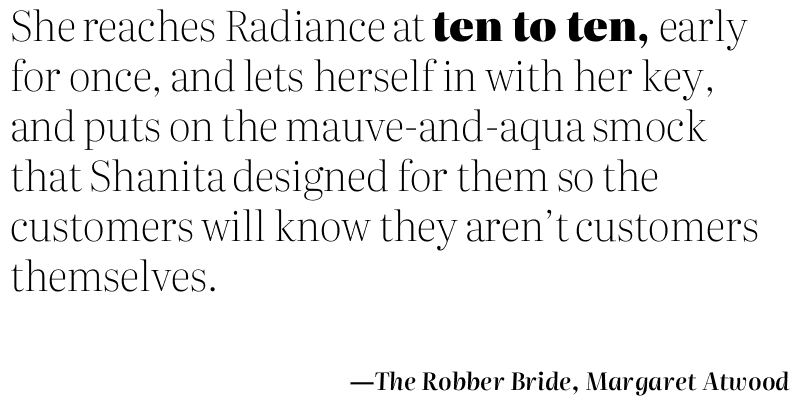 She reaches Radiance at ten to ten, early
for once, and lets herself in with her key,
and puts on the mauve-and-aqua smock
that Shanita designed for them so the
customers will know they aren’t customers
themselves.
—The Robber Bride, Margaret Atwood